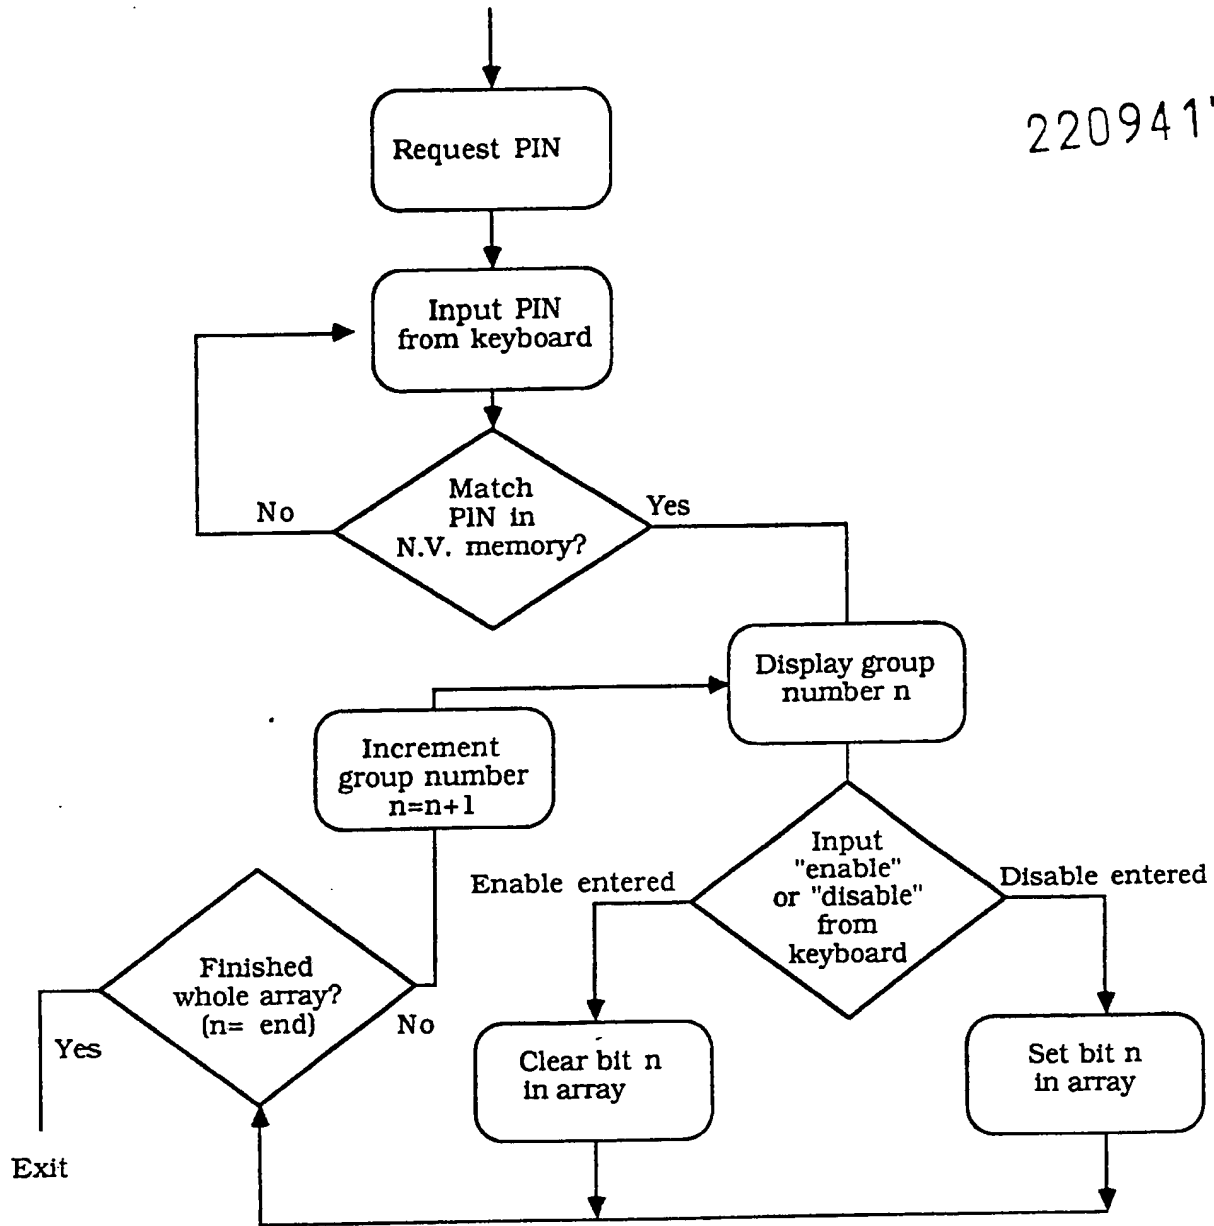 220941'
Request PIN
Input PIN
from keyboard
Match
PIN in
N.V. memory?
No
Yes
Display group
number n
Increment
group number
n=n+1
Input
"enable"
or "disable"
from
keyboard
Enable entered
Disable entered
Finished
whole array?
(n= end)
No
Yes
Clear bit n
in array
Set bit n
in array
Exit